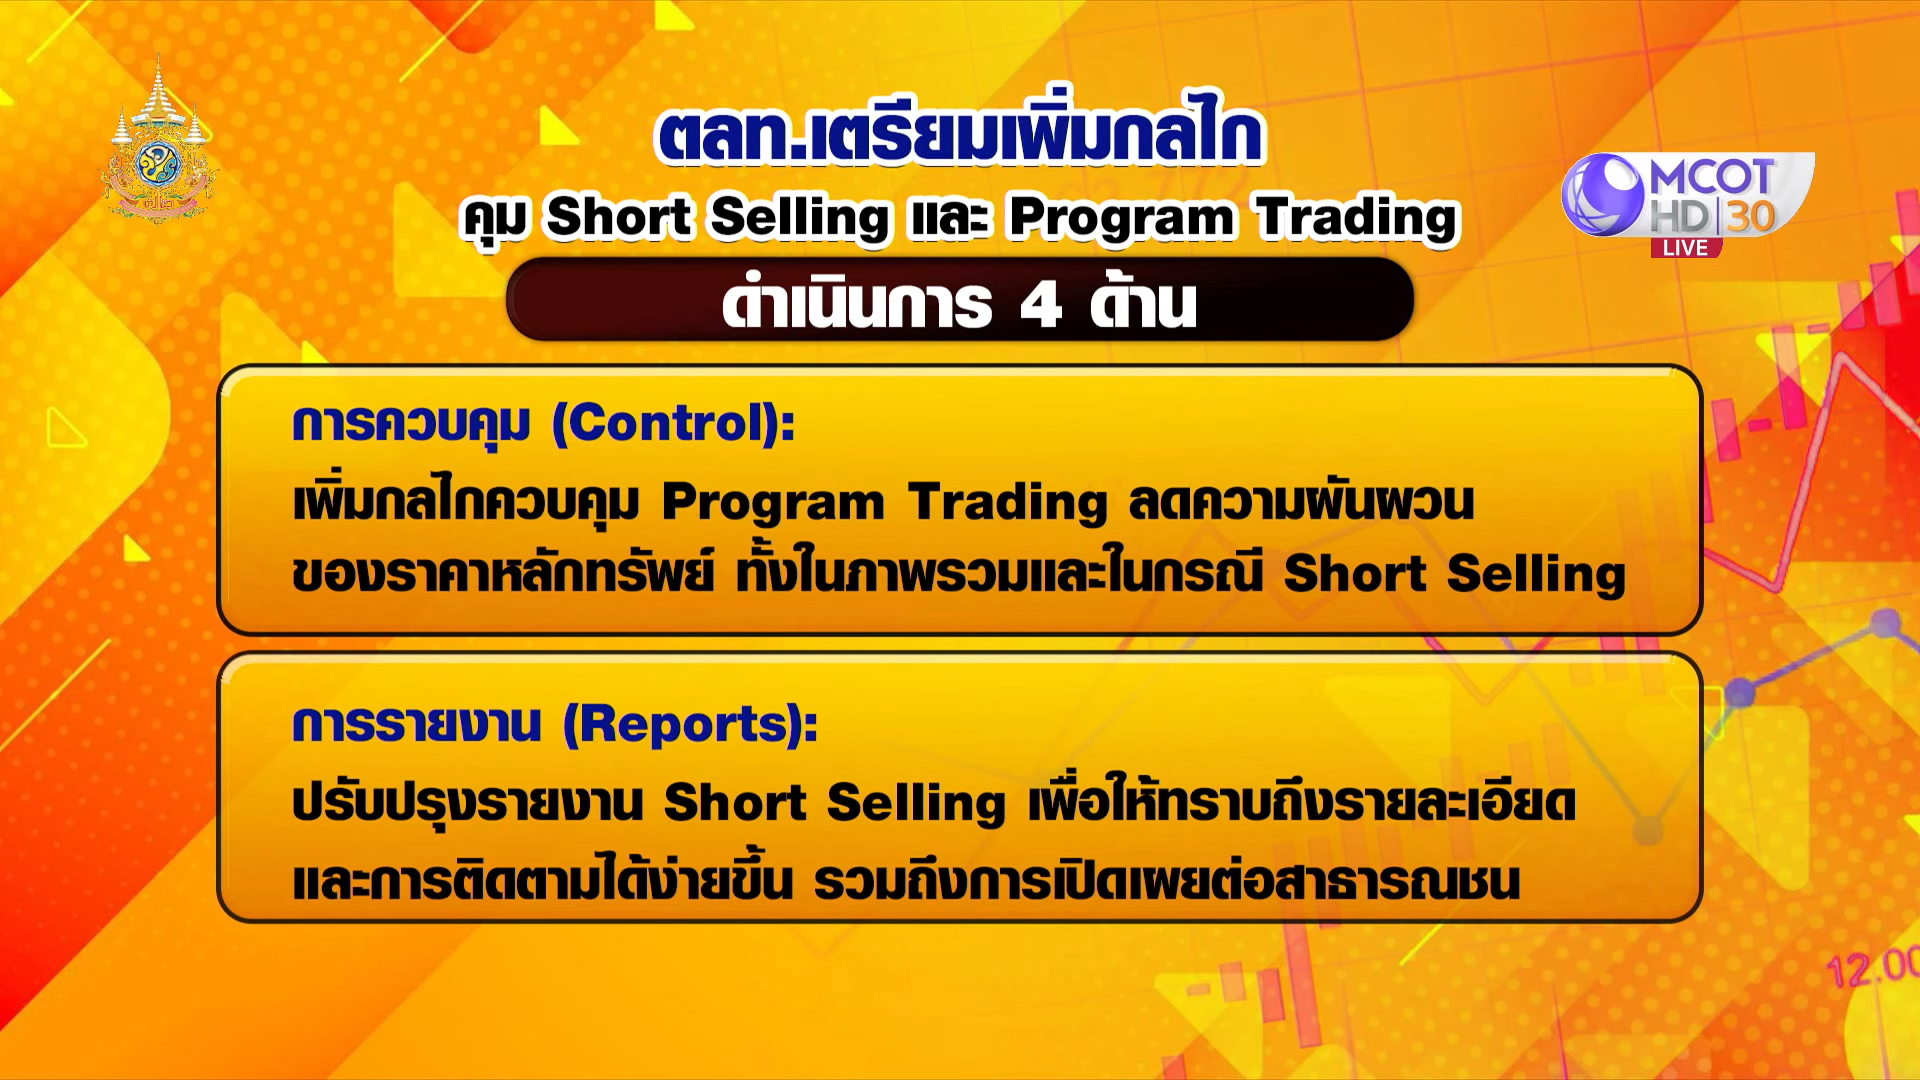 ตลท.เตรียมเพิ่มกลไก
คุม Short Selling และ Program Trading
MCOT
HD 30
LIVE
ดำเนินการ 4 ด้าน
การควบคุม (Control):
เพิ่มกลไกควบคุม Program Trading ลดความผันผวน
ของราคาหลักทรัพย์ ทั้งในภาพรวมและในกรณี Short Selling
การรายงาน (Reports):
ปรับปรุงรายงาน Short Selling เพื่อให้ทราบถึงรายละเอียด
และการติดตามได้ง่ายขึ้น รวมถึงการเปิดเผยต่อสาธารณชน
12.00